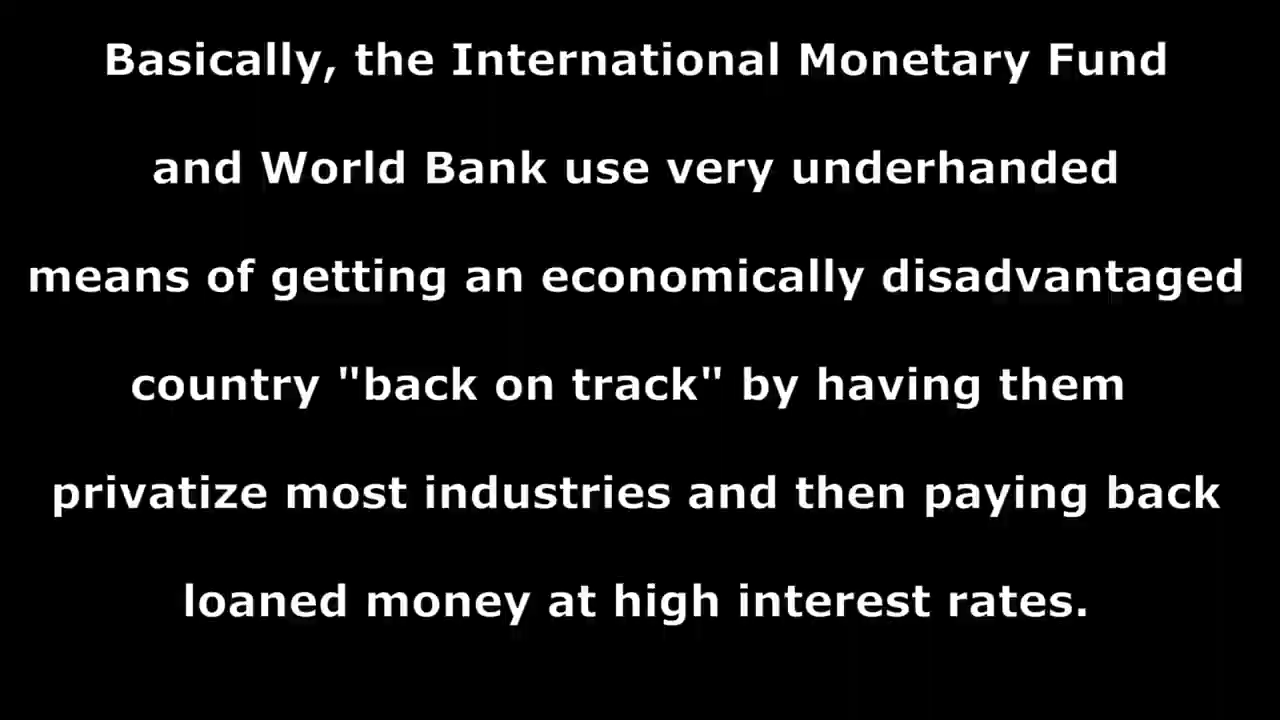 Basically, the International Monetary Fund
and World Bank use very underhanded
means of getting an economically disadvantaged
country "back on track" by having them
privatize most industries and then paying back
loaned money at high interest rates.